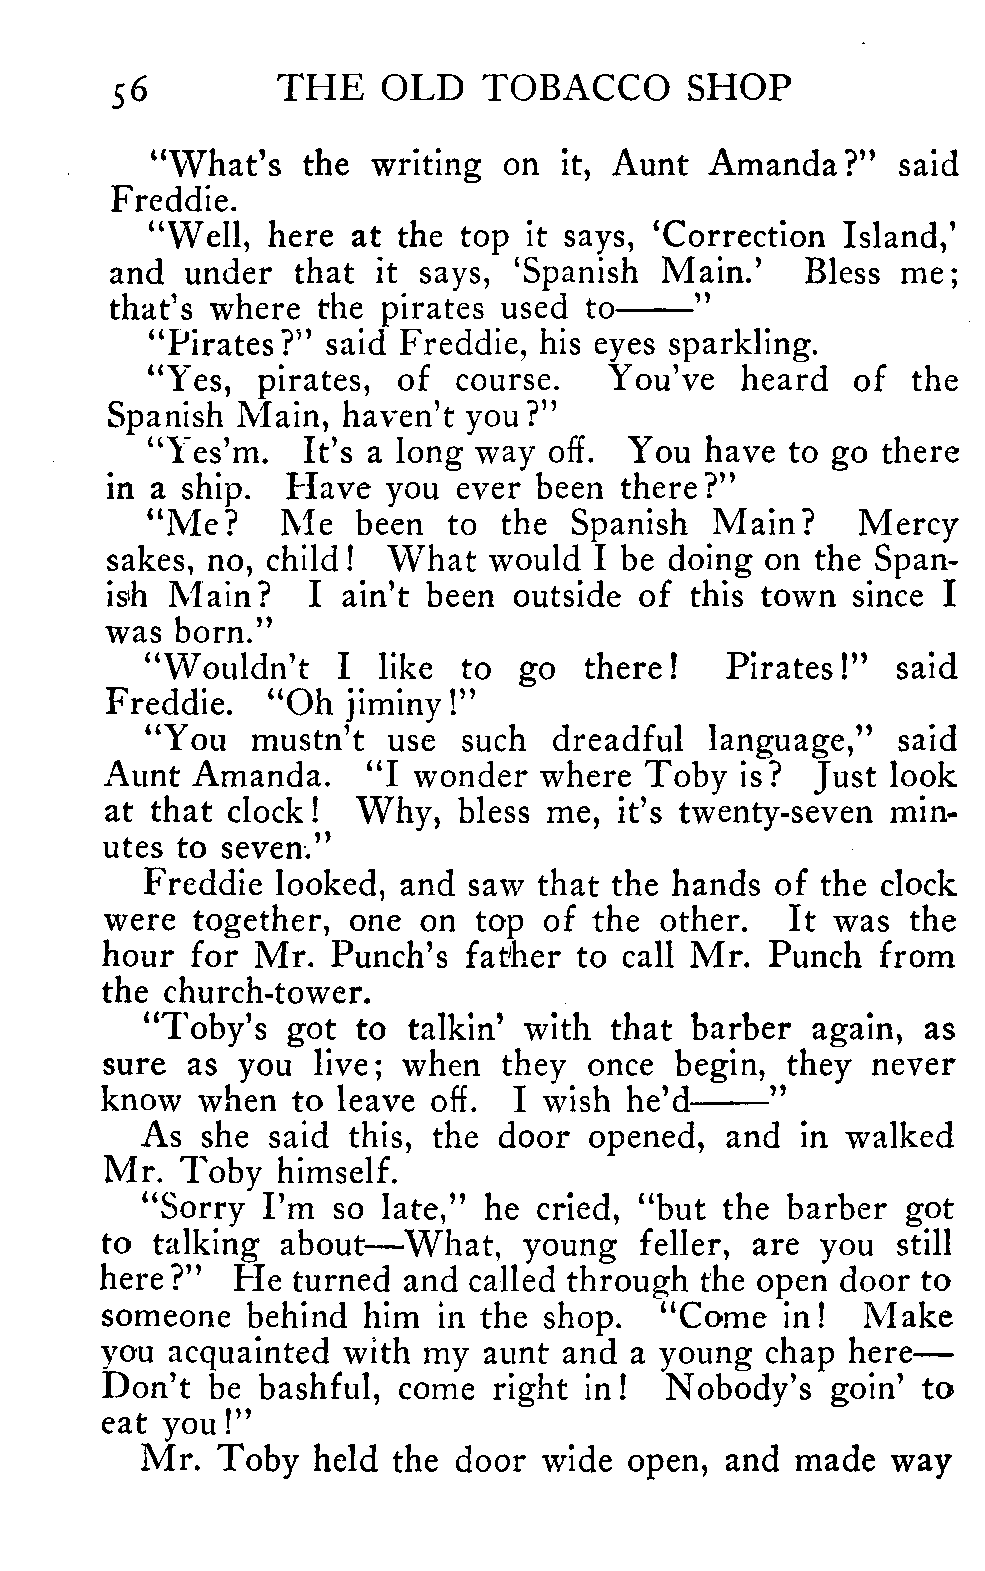 56 THE OLD TOBACCO SHOP
“What’s the writing on it, Aunt Amanda?” said
Freddie.
“Well, here at the top it says, ‘Correction Island,’
and under that it says, ‘Spanish Main.’ Bless me;
that’s where the pirates used to——”
“Pirates?” said Freddie, his eyes sparkling.
“Yes, pirates, of course. You’ve heard of the
Spanish Main, haven’t you?”
“Yes’m. It’s a long way off. You have to go there
in a ship. Have you ever been there?”
“Me? Me been to the Spanish Main? Mercy
sakes, no, child! What would I be doing on the Span-
ish Main? I ain’t been outside of this town since I
was born.”
“Wouldn’t I like to go there! Pirates!” said
Freddie. “Oh jiminy!”
“You mustn’t use such dreadful language,” said
Aunt Amanda. “I wonder where Toby is? Just look
at that clock! Why, bless me, it’s twenty-seven min-
utes to seven.”
Freddie looked, and saw that the hands of the clock
were together, one on top of the other. It was the
hour for Mr. Punch’s father to call Mr. Punch from
the church-tower.
“Toby’s got to talkin’ with that barber again, as
sure as you live; when they once begin, they never
know when to leave off. I wish he’d——”
As she said this, the door opened, and in walked
Mr. Toby himself.
“Sorry I’m so late,” he cried, “but the barber got
to talking about—What, young feller, are you still
here?” He turned and called through the open door to
someone behind him in the shop. “Come in! Make
you acquainted with my aunt and a young chap here—
Don’t be bashful, come right in! Nobody’s goin’ to
eat you!”
Mr. Toby held the door wide open, and made way